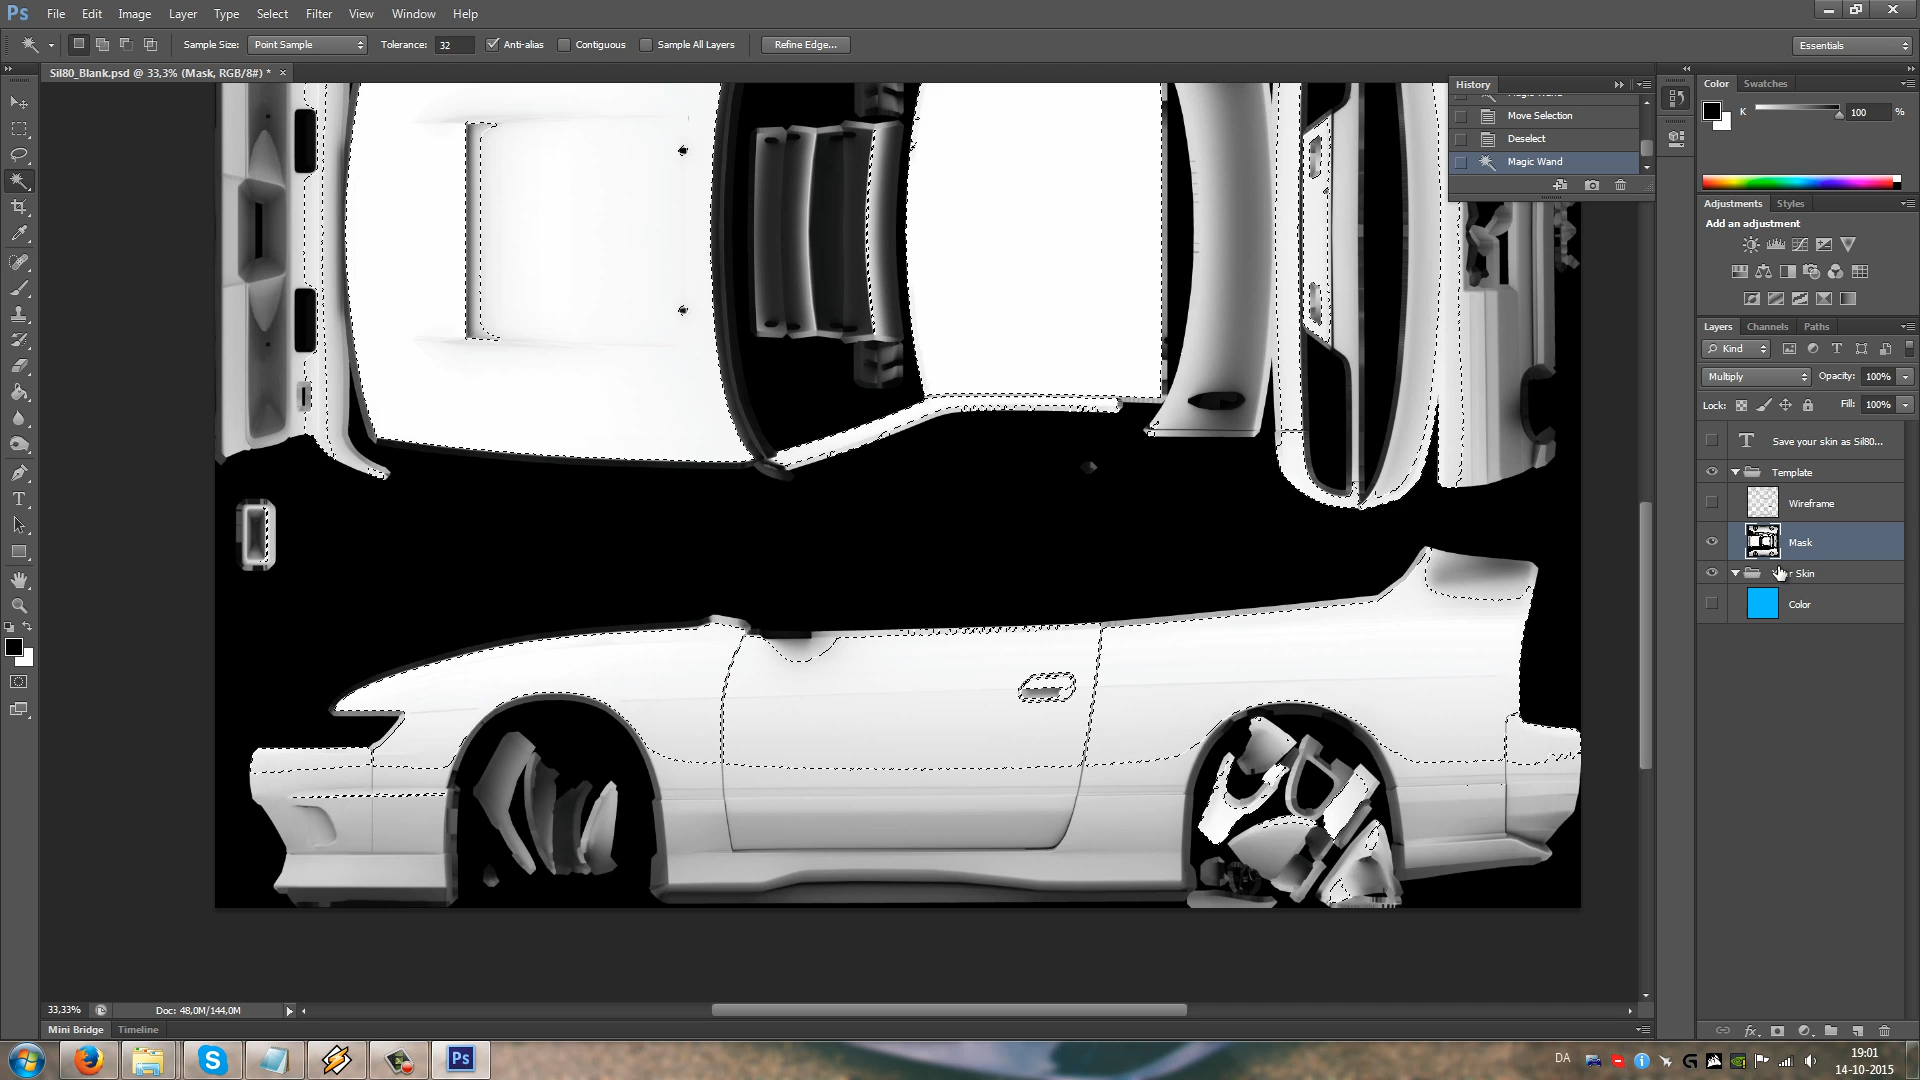 Ps File Edit Image Layer Type Select Filter View Window Help
Sample Size: Point Sample Tolerance: 32 Anti-alias Contiguous Sample All Layers Refine Edge... Essentials
Sil80_Blank.psd @ 33,3% (Mask, RGB/8#) *
History
Magic Wand
Move Selection
Deselect
Magic Wand
Color Swatches
K 100 %
Adjustments Styles
Add an adjustment
Layers Channels Paths
Kind
Multiply Opacity: 100%
Lock: Fill: 100%
T Save your skin as Sil80...
Template
Wireframe
Mask
r Skin
Color
33,33% Doc: 48,0M/144,0M
Mini Bridge Timeline
Ps
DA
19:01
14-10-2015